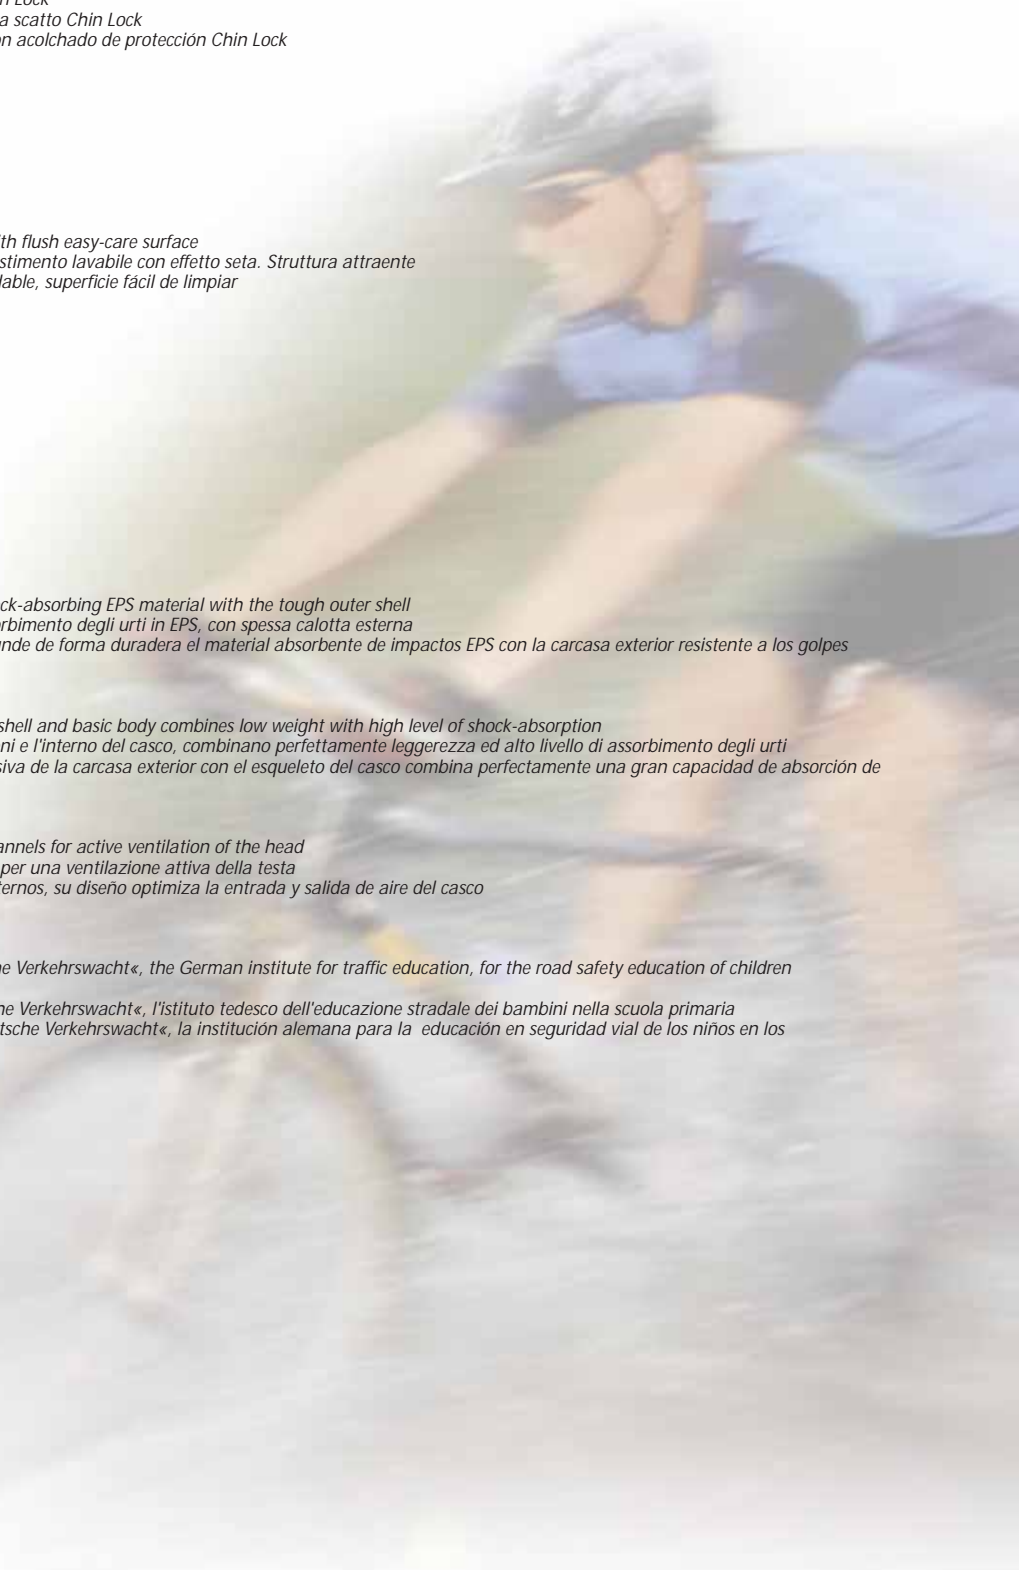 Lock
a scatto Chin Lock
on acolchado de protección Chin Lock
ith flush easy-care surface
stimento lavabile con effetto seta. Struttura attraente
dable, superficie fácil de limpiar
ck-absorbing EPS material with the tough outer shell
orbimento degli urti in EPS, con spessa calotta esterna
unde de forma duradera el material absorbente de impactos EPS con la carcasa exterior resistente a los golpes
shell and basic body combines low weight with high level of shock-absorption
ni e l'interno del casco, combinano perfettamente leggerezza ed alto livello di assorbimento degli urti
siva de la carcasa exterior con el esqueleto del casco combina perfectamente una gran capacidad de absorción de
annels for active ventilation of the head
per una ventilazione attiva della testa
ternos, su diseño optimiza la entrada y salida de aire del casco
he Verkehrswacht«, the German institute for traffic education, for the road safety education of children
he Verkehrswacht«, l'istituto tedesco dell'educazione stradale dei bambini nella scuola primaria
tsche Verkehrswacht«, la institución alemana para la  educación en seguridad vial de los niños en los